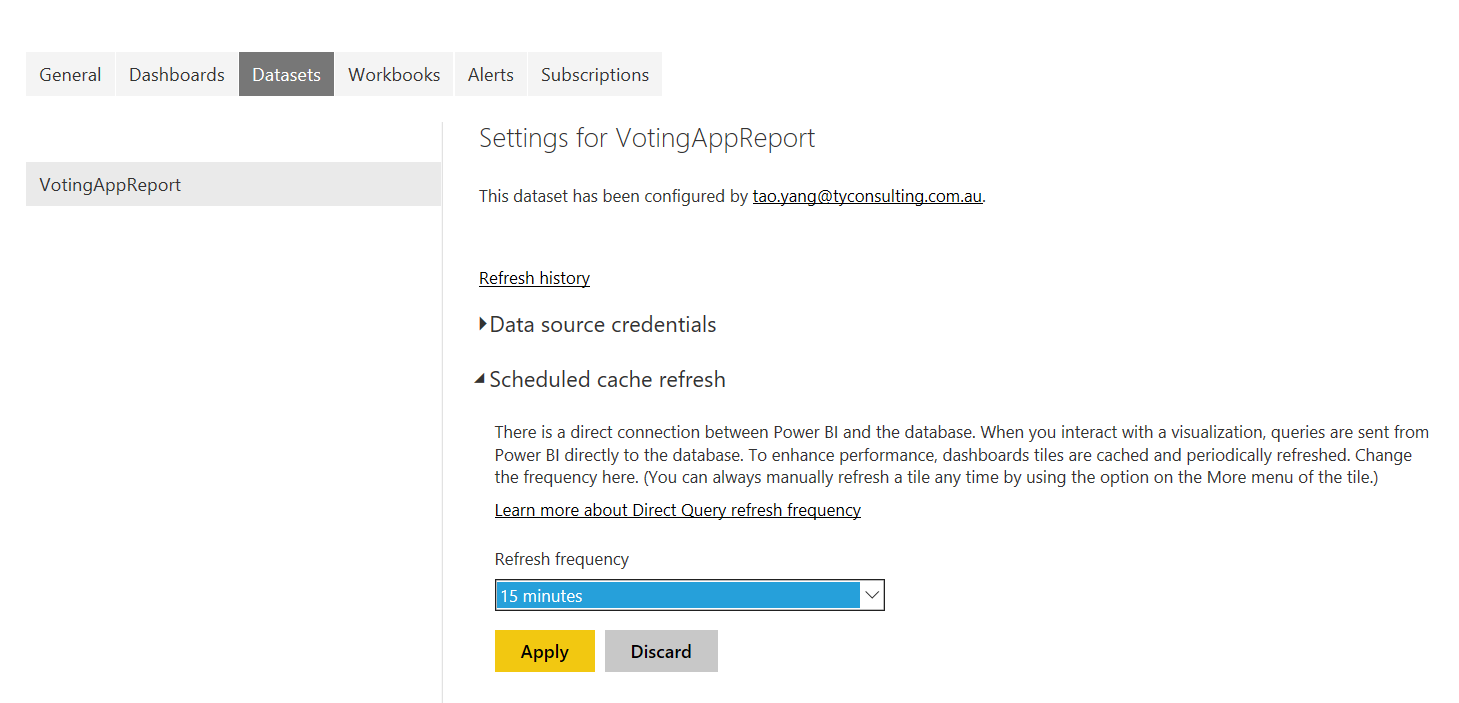 General Dashboards Datasets Workbooks Alerts Subscriptions
VotingAppReport
Settings for VotingAppReport
This dataset has been configured by tao.yang@tyconsulting.com.au.
Refresh history
Data source credentials
Scheduled cache refresh
There is a direct connection between Power BI and the database. When you interact with a visualization, queries are sent from
Power BI directly to the database. To enhance performance, dashboards tiles are cached and periodically refreshed. Change
the frequency here. (You can always manually refresh a tile any time by using the option on the More menu of the tile.)
Learn more about Direct Query refresh frequency
Refresh frequency
15 minutes
Apply Discard